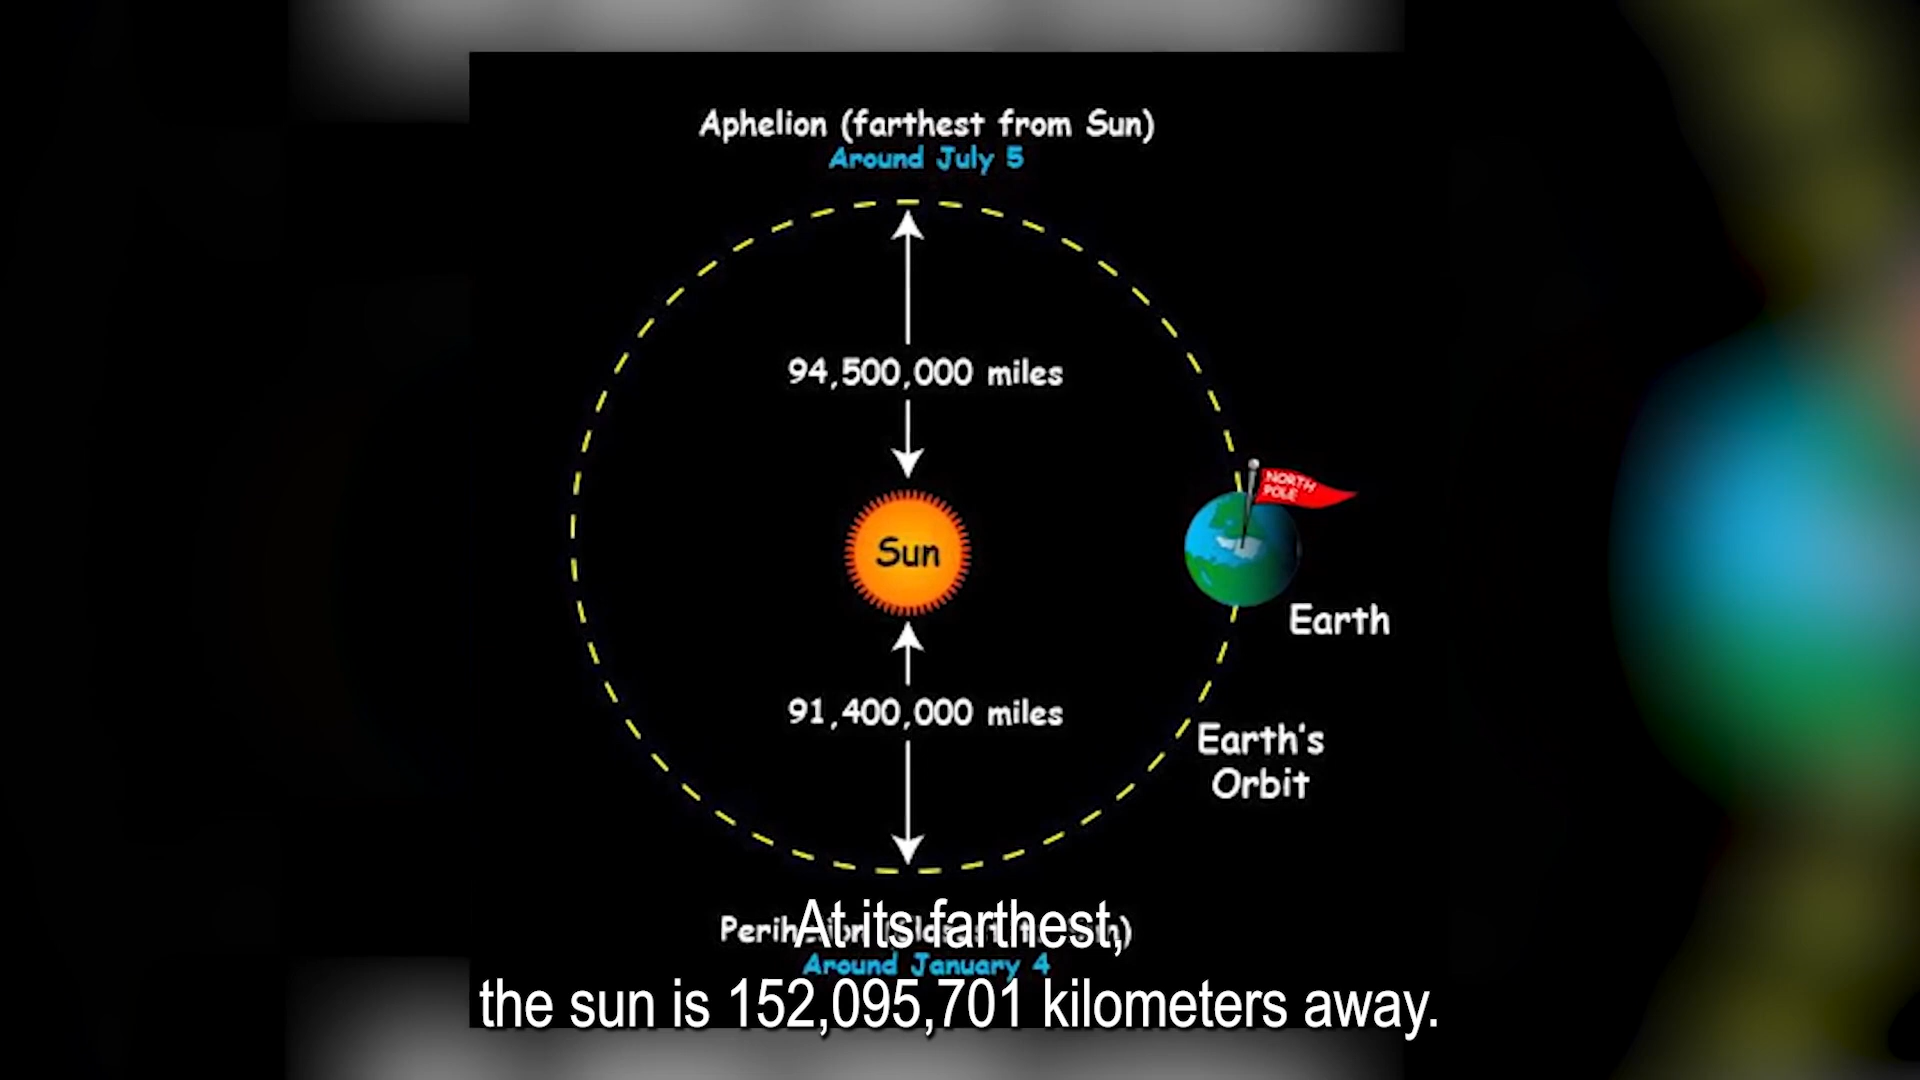 Aphelion (farthest from Sun)
Around July 5
94,500,000 miles
NORTH
POLE
Sun
Earth
91,400,000 miles
Earth's
Orbit
At its farthest,
Around January 4
the sun is 152,095,701 kilometers away.